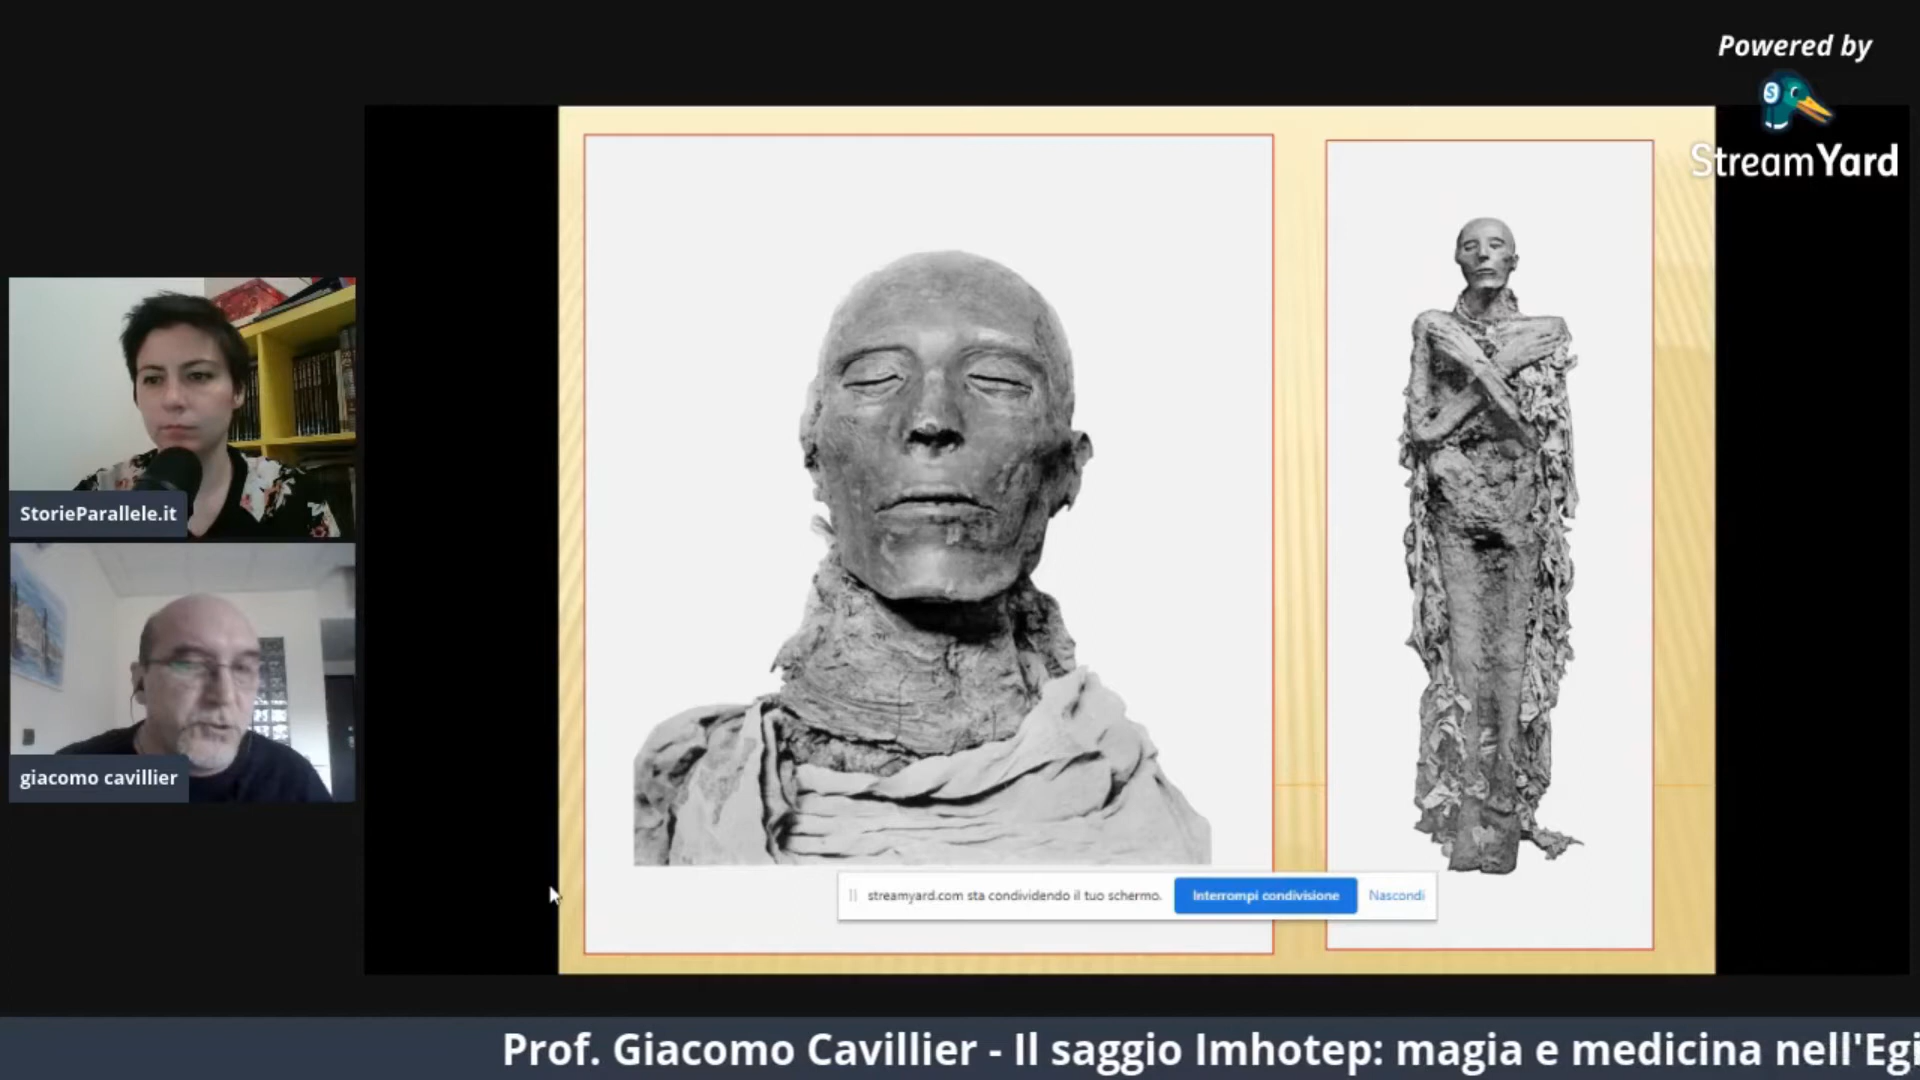 Powered by
StreamYard
StorieParallele.it
giacomo cavillier
streamyard.com sta condividendo il tuo schermo. Interrompi condivisione Nascondi
Prof. Giacomo Cavillier - Il saggio Imhotep: magia e medicina nell'Egi